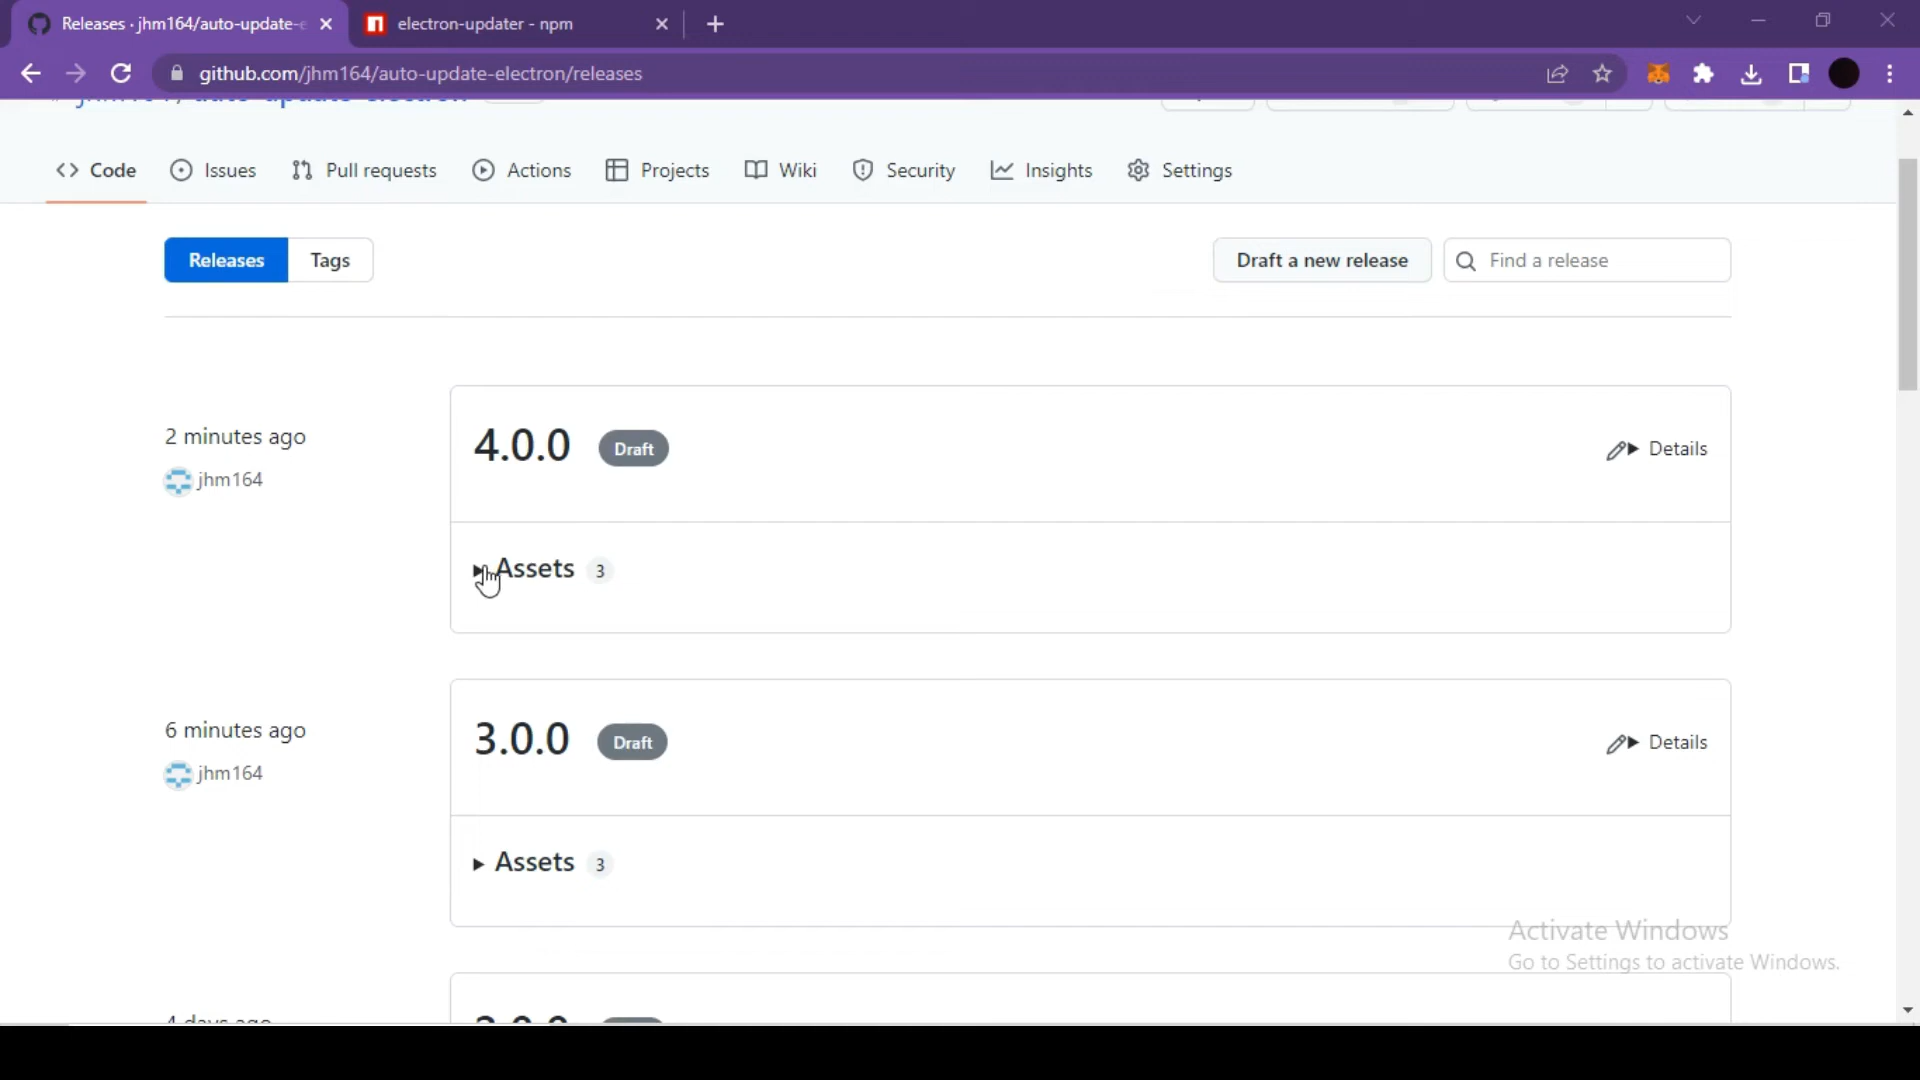 Releases · jhm164/auto-update-e
electron-updater - npm
github.com/jhm164/auto-update-electron/releases
Code
Issues
Pull requests
Actions
Projects
Wiki
Security
Insights
Settings
Releases
Tags
Draft a new release
Find a release
2 minutes ago
jhm164
4.0.0
Draft
Details
Assets 3
6 minutes ago
jhm164
3.0.0
Draft
Details
Assets 3
Activate Windows
Go to Settings to activate Windows.
4 days ago